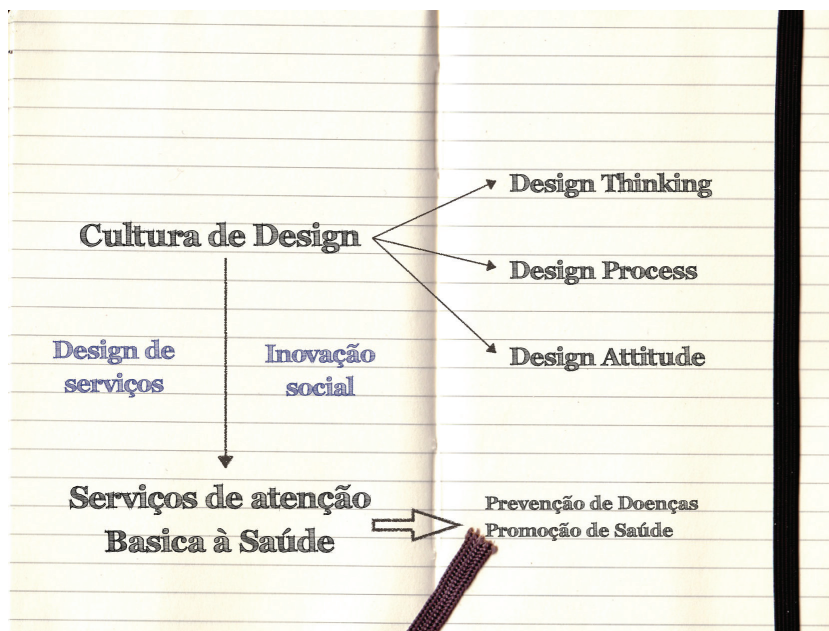 Cultura de Design
Design Thinking
Design Process
Design Attitude
Design de
serviços
Inovação
social
Serviços de atenção
Basica à Saúde
Prevenção de Doenças
Promoção de Saúde